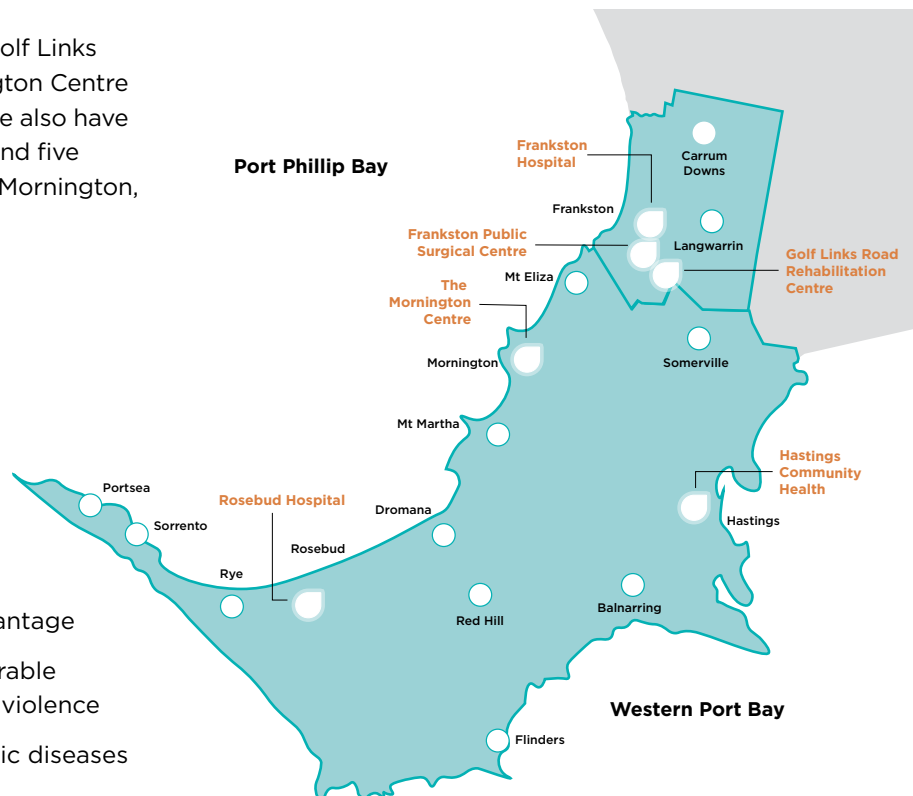 olf Links
gton Centre
e also have
nd five
Mornington,
Port Phillip Bay
Frankston
Hospital
Carrum
Downs
Frankston
Frankston Public
Surgical Centre
Langwarrin
Golf Links Road
Rehabilitation
Centre
Mt Eliza
The
Mornington
Centre
Mornington
Somerville
Mt Martha
Hastings
Community
Health
Portsea
Rosebud Hospital
Dromana
Sorrento
Hastings
Rosebud
Rye
Balnarring
Red Hill
antage
rable
violence
Western Port Bay
Flinders
ic diseases